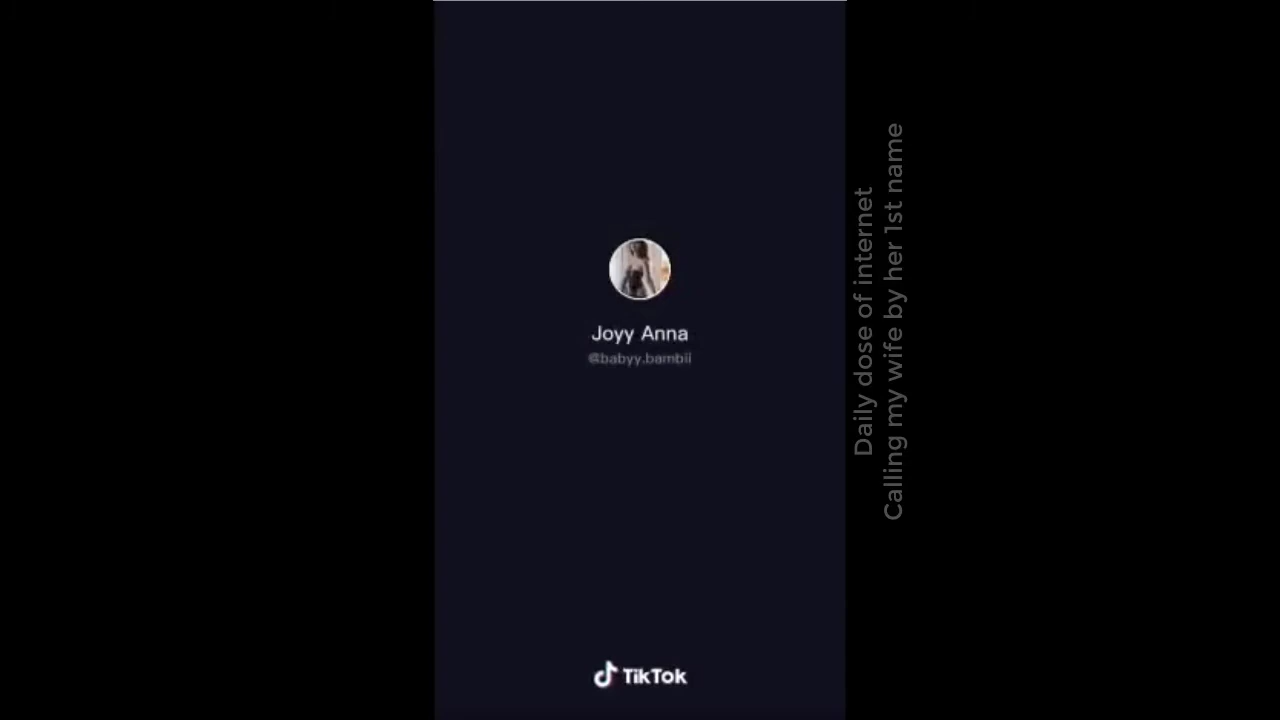 Joyy Anna
@babyy.bambii
TikTok
Daily dose of internet
Calling my wife by her 1st name